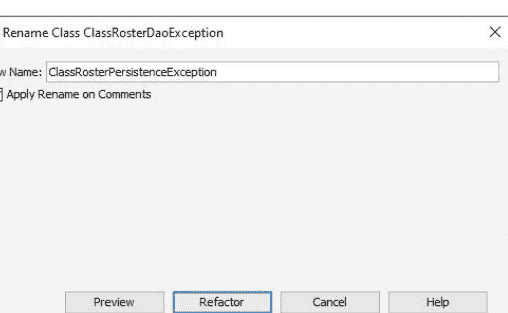 Rename Class ClassRosterDaoException
w Name: ClassRosterPersistenceException
Apply Rename on Comments
Preview Refactor Cancel Help